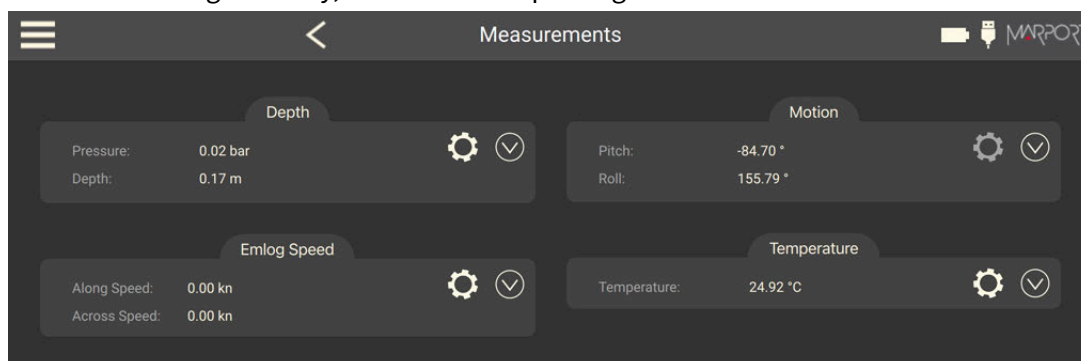 Measurements
MARPORT
Depth
Pressure: 0.02 bar
Depth: 0.17 m
Motion
Pitch: -84.70 °
Roll: 155.79 °
Emlog Speed
Along Speed: 0.00 kn
Across Speed: 0.00 kn
Temperature
Temperature: 24.92 °C